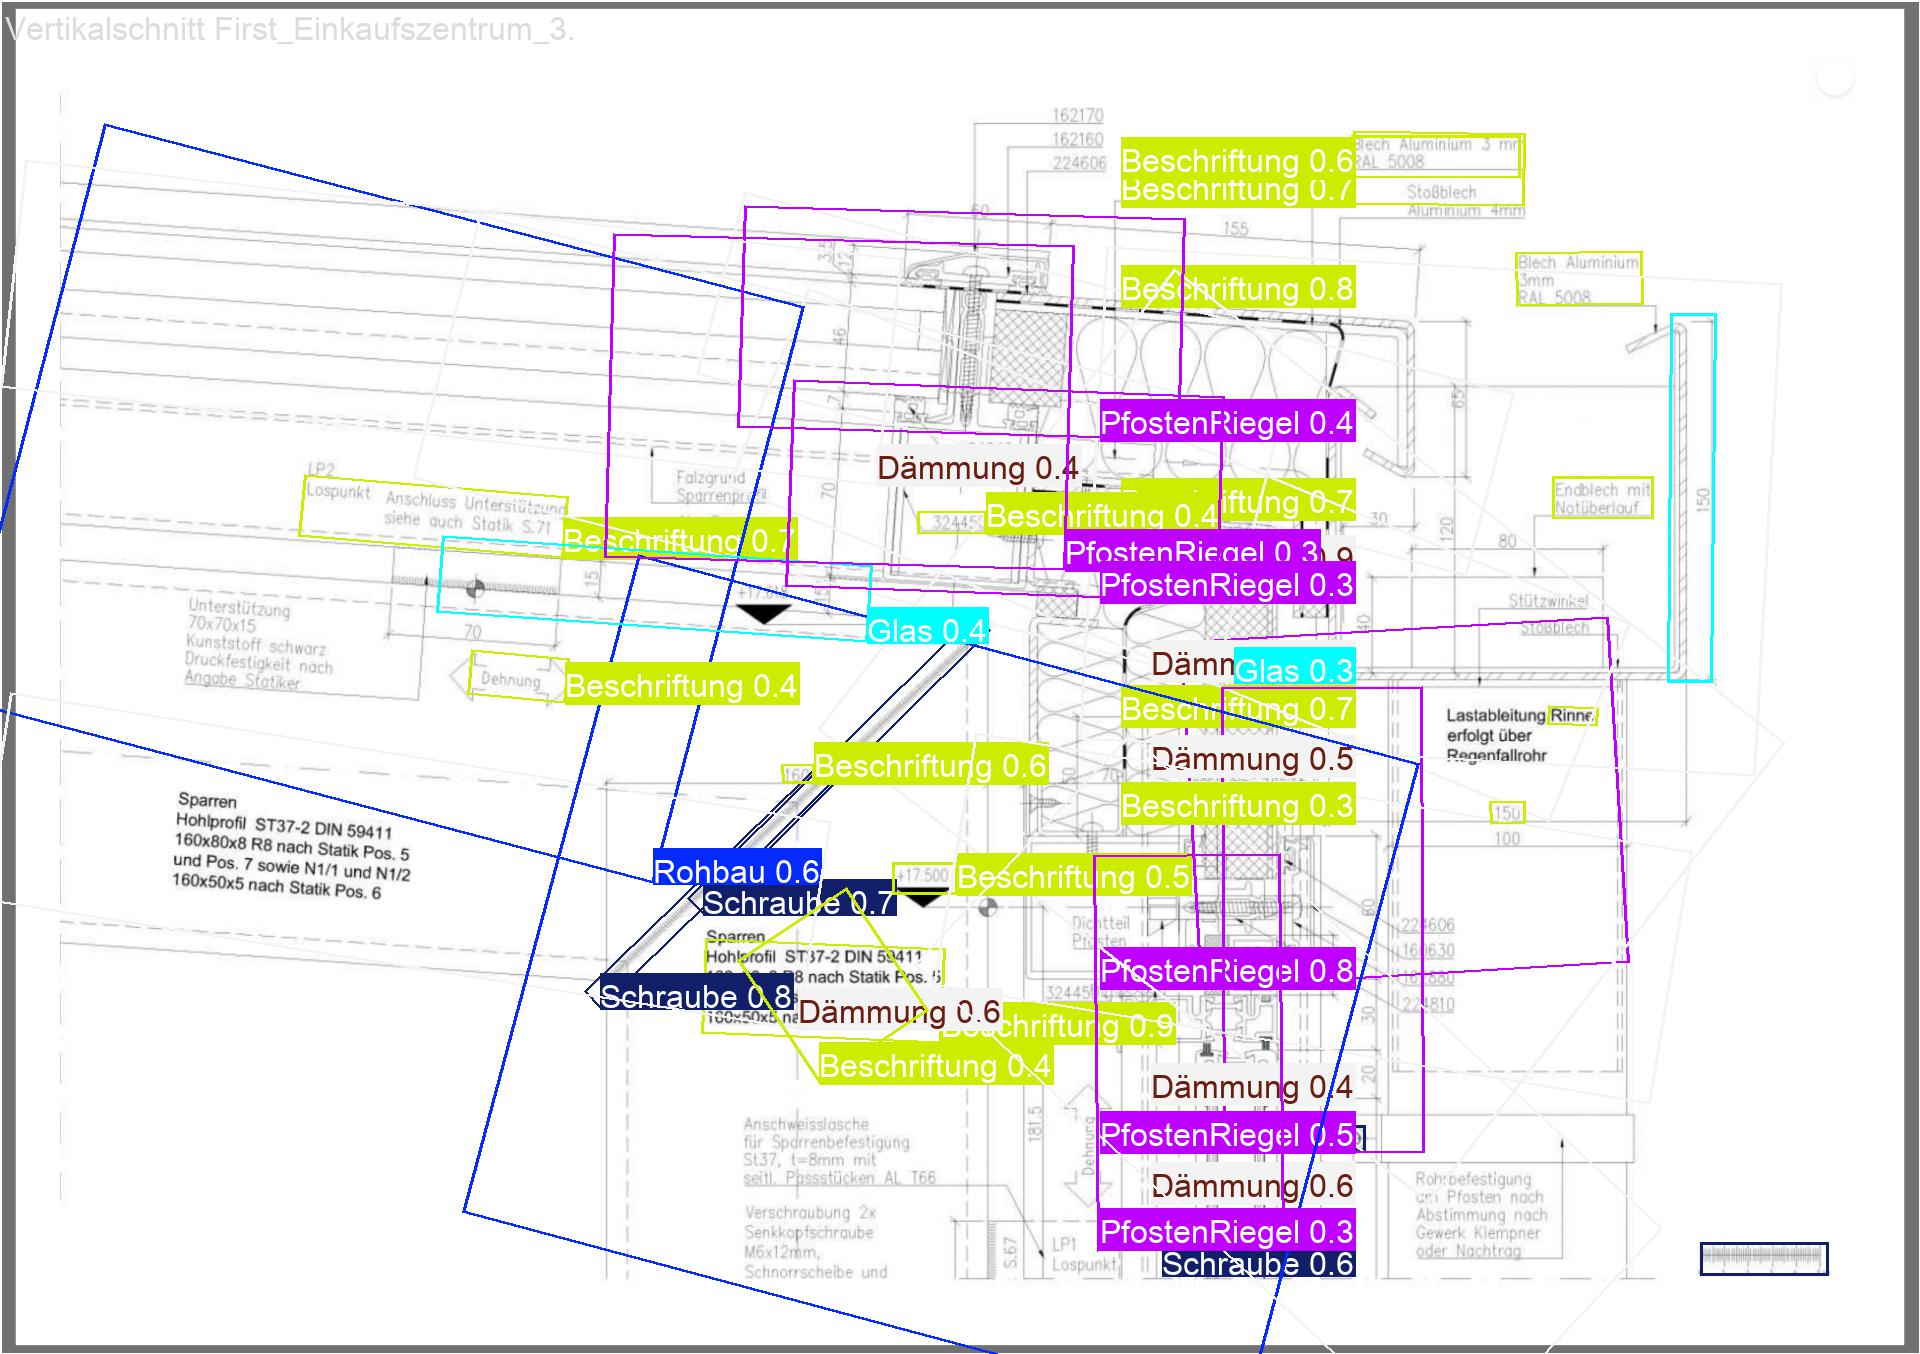 Vertikalschnitt First_Einkaufszentrum_3.
162170
162160
224606
Beschriftung 0.6
Blech Aluminium 3 mm
RAL 5008
Beschriftung 0.7
Stoßblech
Aluminium 4mm
60
155
Blech Aluminium
3mm
RAL 5008
Beschriftung 0.8
46
65
PfostenRiegel 0.4
LP2
Lospunkt
Anschluss Unterstützung
siehe auch Statik S.71
Falzgrund
Sparrenprofil
Dämmung 0.4
70
Beschriftung 0.7
Beschriftung 0.4
30
120
Endblech mit
Notüberlauf
150
80
Beschriftung 0.7
PfostenRiegel 0.3
PfostenRiegel 0.3
15
Unterstützung
70x70x15
Kunststoff schwarz
Druckfestigkeit nach
Angabe Statiker
70
Glas 0.4
40
Stützwinkel
Stoßblech
Glas 0.3
Dehnung
Beschriftung 0.4
Beschriftung 0.7
Lastableitung Rinne
erfolgt über
Regenfallrohr
Dämmung 0.5
Beschriftung 0.6
70
Beschriftung 0.3
150
100
Sparren
Hohlprofil ST37-2 DIN 59411
160x80x8 R8 nach Statik Pos. 5
und Pos. 7 sowie N1/1 und N1/2
160x50x5 nach Statik Pos. 6
Rohbau 0.6
Schraube 0.7
+17.500
Beschriftung 0.5
Dichtteil
Pfosten
224606
160630
224810
Sparren
Hohlprofil ST37-2 DIN 59411
R8 nach Statik Pos. 5
PfostenRiegel 0.8
Schraube 0.8
Dämmung 0.6
Beschriftung 0.9
30
Beschriftung 0.4
Dämmung 0.4
20
181.5
Dehnung
PfostenRiegel 0.5
Anschweisslasche
für Sparrenbefestigung
St37, t=8mm mit
seitl. Passstücken AL T66
Dämmung 0.6
Rohrbefestigung
am Pfosten nach
Abstimmung nach
Gewerk Klempner
oder Nachtrag
Verschraubung 2x
Senkkopfschraube
M6x12mm,
Schnorrscheibe und
S.67
LP1
Lospunkt
PfostenRiegel 0.3
Schraube 0.6